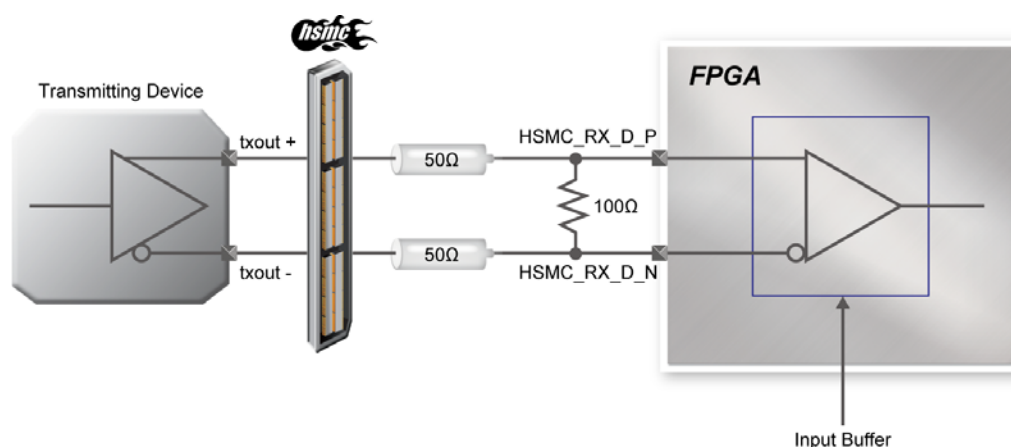 hsmc
Transmitting Device
FPGA
txout +
50Ω
HSMC_RX_D_P
100Ω
txout -
50Ω
HSMC_RX_D_N
Input Buffer